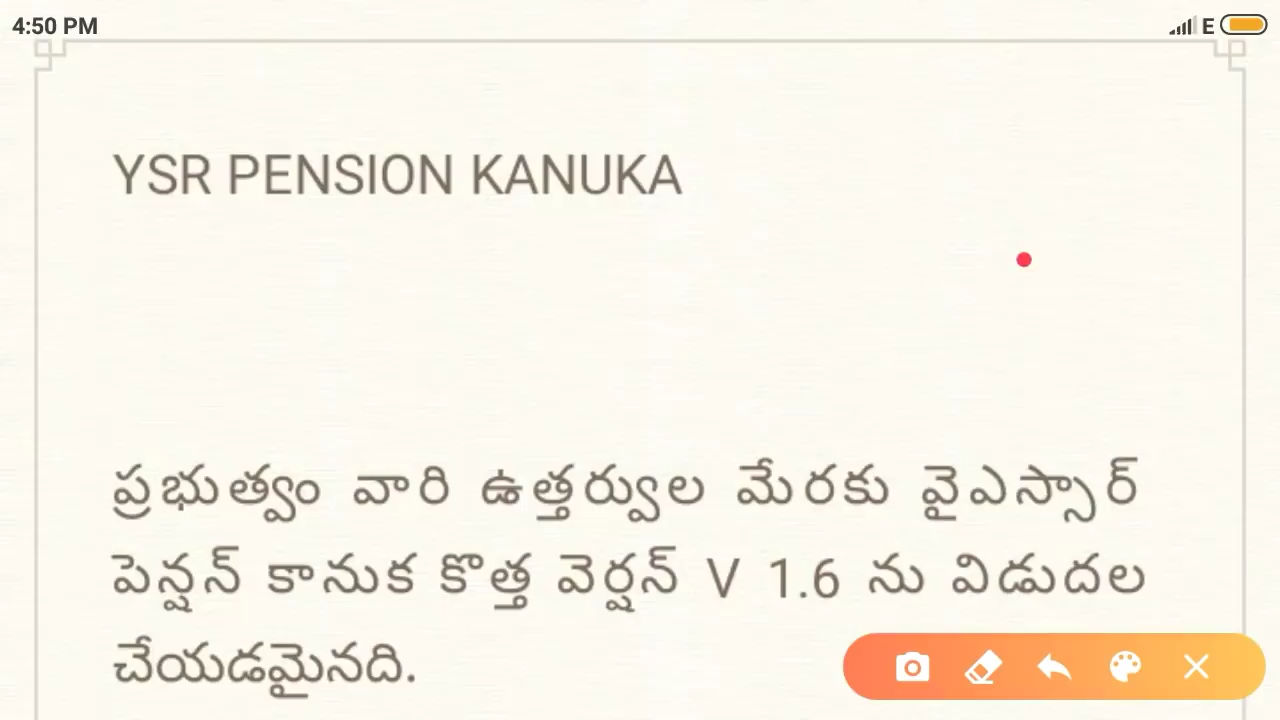 4:50 PM E
YSR PENSION KANUKA
ప్రభుత్వం వారి ఉత్తర్వుల మేరకు వైఎస్సార్
పెన్షన్ కానుక కొత్త వెర్షన్ V 1.6 ను విడుదల
చేయడమైనది.